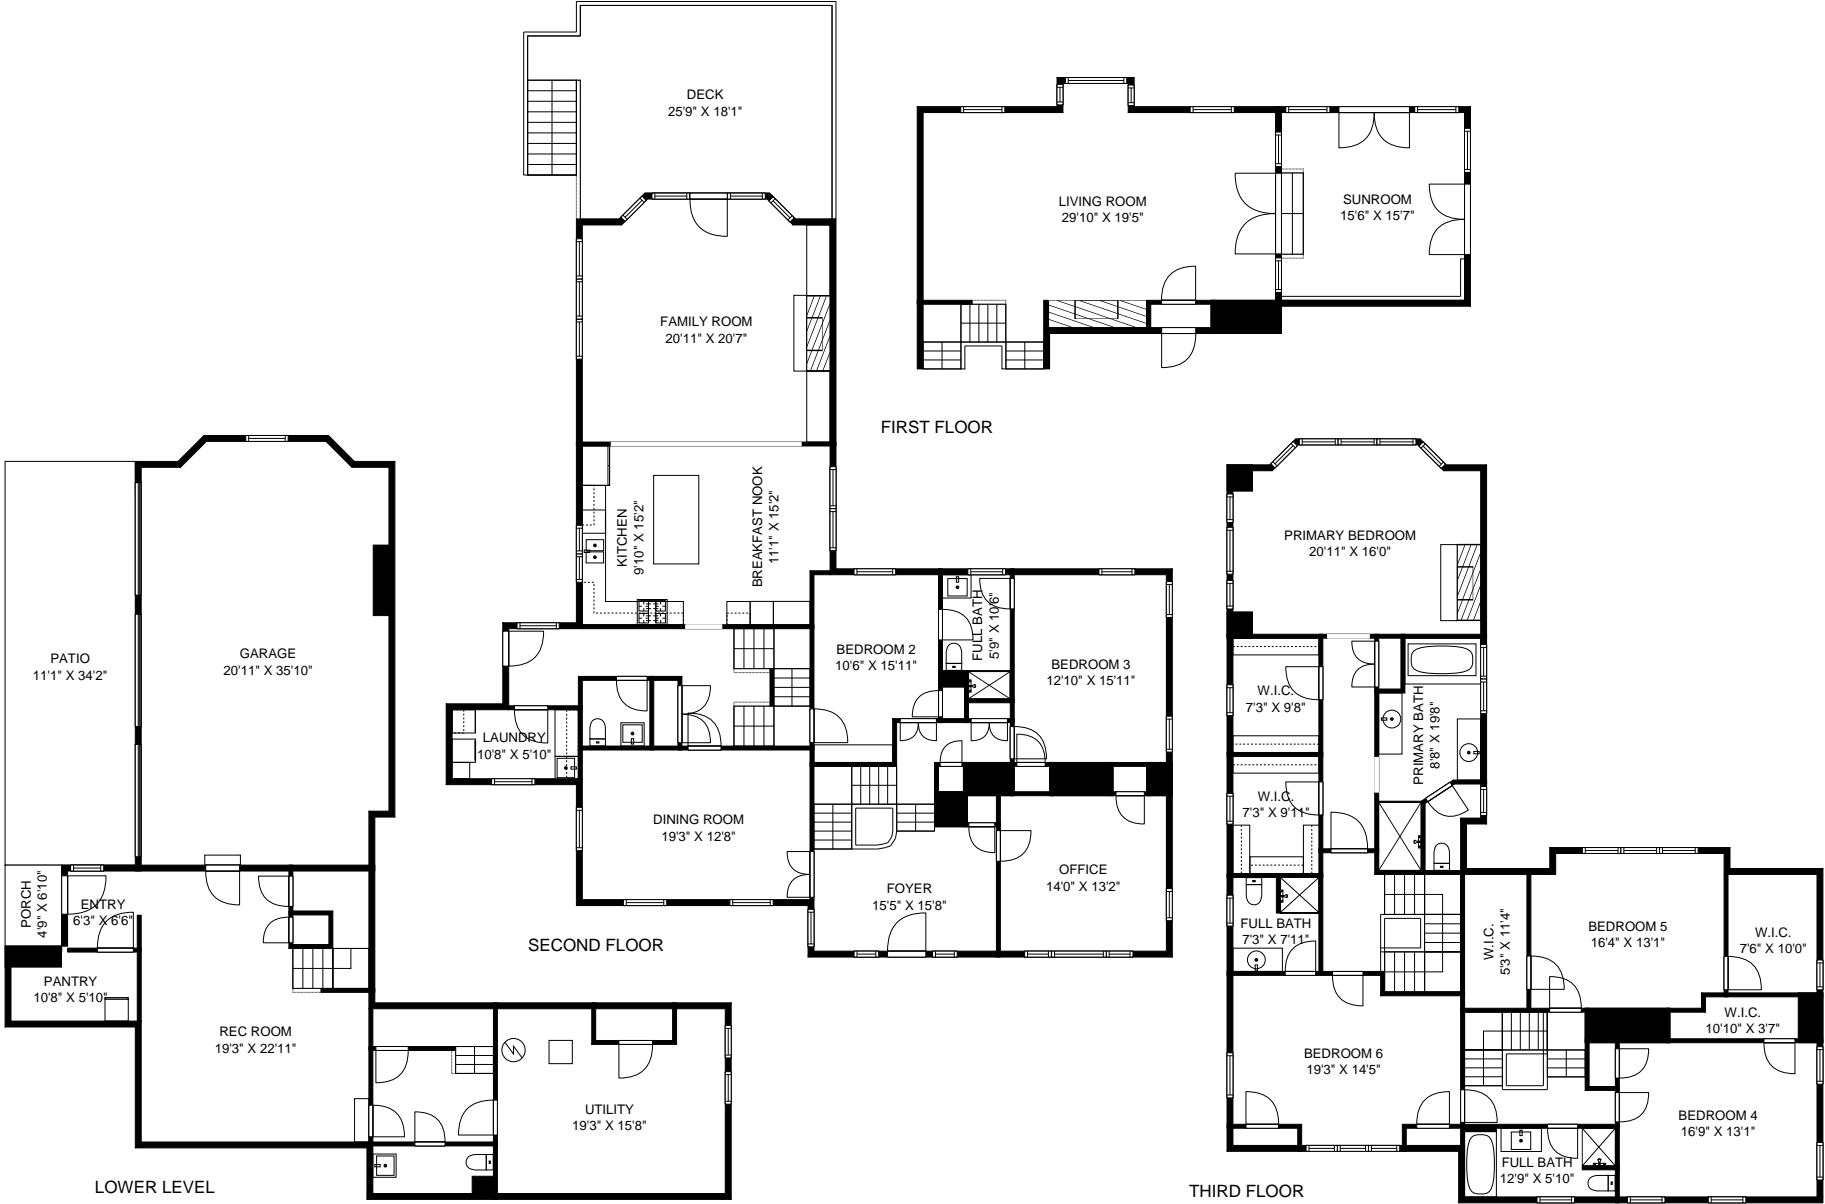 DECK
25'9" X 18'1"
FAMILY ROOM
20'11" X 20'7"
KITCHEN
9'10" X 15'2"
BREAKFAST NOOK
11'1" X 15'2"
LAUNDRY
10'8" X 5'10"
DINING ROOM
19'3" X 12'8"
BEDROOM 2
10'6" X 15'11"
FULL BATH
5'9" X 10'6"
BEDROOM 3
12'10" X 15'11"
FOYER
15'5" X 15'8"
OFFICE
14'0" X 13'2"
SECOND FLOOR
LIVING ROOM
29'10" X 19'5"
SUNROOM
15'6" X 15'7"
FIRST FLOOR
PATIO
11'1" X 34'2"
GARAGE
20'11" X 35'10"
PORCH
4'9" X 6'10"
ENTRY
6'3" X 6'6"
PANTRY
10'8" X 5'10"
REC ROOM
19'3" X 22'11"
UTILITY
19'3" X 15'8"
LOWER LEVEL
PRIMARY BEDROOM
20'11" X 16'0"
W.I.C.
7'3" X 9'8"
PRIMARY BATH
8'8" X 19'8"
W.I.C.
7'3" X 9'11"
FULL BATH
7'3" X 7'11"
W.I.C.
5'3" X 11'4"
BEDROOM 5
16'4" X 13'1"
W.I.C.
7'6" X 10'0"
W.I.C.
10'10" X 3'7"
BEDROOM 6
19'3" X 14'5"
BEDROOM 4
16'9" X 13'1"
FULL BATH
12'9" X 5'10"
THIRD FLOOR